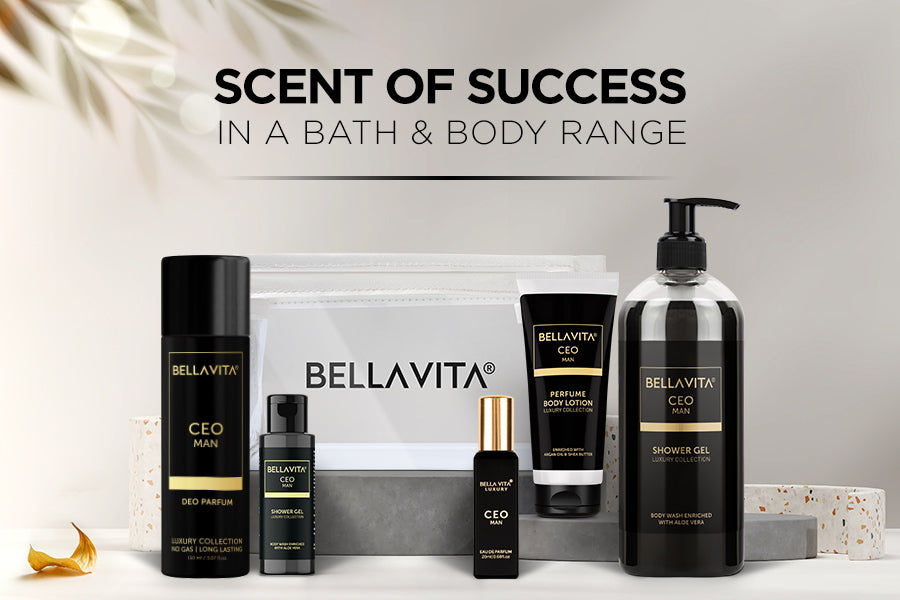 SCENT OF SUCCESS
IN A BATH & BODY RANGE
BELLAVITA®
BELLAVITA®
CEO
MAN
DEO PARFUM
LUXURY COLLECTION
NO GAS | LONG LASTING
BELLAVITA®
CEO
MAN
SHOWER GEL
LUXURY COLLECTION
BODY WASH ENRICHED
WITH ALOE VERA
BELLA VITA®
LUXURY
CEO
MAN
EAU DE PARFUM
BELLAVITA®
CEO
MAN
PERFUME
BODY LOTION
LUXURY COLLECTION
ENRICHED WITH
ARGAN OIL & SHEA BUTTER
BELLAVITA®
CEO
MAN
SHOWER GEL
LUXURY COLLECTION
BODY WASH ENRICHED
WITH ALOE VERA